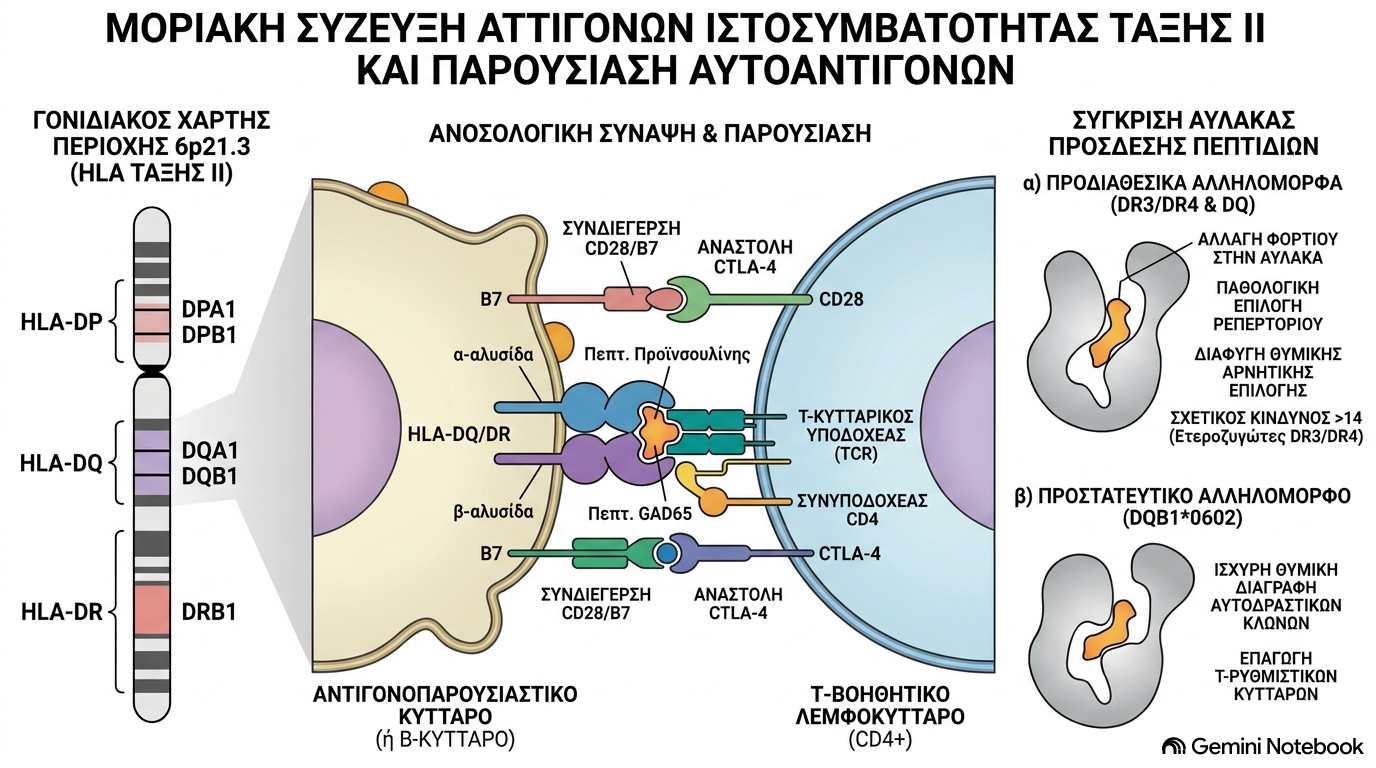 ΜΟΡΙΑΚΗ ΣΥΖΕΥΞΗ ΑΤΤΙΓΟΝΩΝ ΙΣΤΟΣΥΜΒΑΤΟΤΗΤΑΣ ΤΑΞΗΣ II
ΚΑΙ ΠΑΡΟΥΣΙΑΣΗ ΑΥΤΟΑΝΤΙΓΟΝΩΝ
ΓΟΝΙΔΙΑΚΟΣ ΧΑΡΤΗΣ
ΠΕΡΙΟΧΗΣ 6p21.3
(HLA ΤΑΞΗΣ II)
HLA-DP
DPA1
DPB1
HLA-DQ
DQA1
DQB1
HLA-DR
DRB1
ΑΝΟΣΟΛΟΓΙΚΗ ΣΥΝΑΨΗ & ΠΑΡΟΥΣΙΑΣΗ
ΣΥΝΔΙΕΓΕΡΣΗ
CD28/B7
ΑΝΑΣΤΟΛΗ
CTLA-4
B7
CD28
α-αλυσίδα
Πεπτ. Προϊνσουλίνης
HLA-DQ/DR
Τ-ΚΥΤΤΑΡΙΚΟΣ
ΥΠΟΔΟΧΕΑΣ
(TCR)
ΣΥΝΥΠΟΔΟΧΕΑΣ
CD4
β-αλυσίδα
Πεπτ. GAD65
B7
CTLA-4
ΣΥΝΔΙΕΓΕΡΣΗ
CD28/B7
ΑΝΑΣΤΟΛΗ
CTLA-4
ΑΝΤΙΓΟΝΟΠΑΡΟΥΣΙΑΣΤΙΚΟ
ΚΥΤΤΑΡΟ
(ή Β-ΚΥΤΤΑΡΟ)
Τ-ΒΟΗΘΗΤΙΚΟ
ΛΕΜΦΟΚΥΤΤΑΡΟ
(CD4+)
ΣΥΓΚΡΙΣΗ ΑΥΛΑΚΑΣ
ΠΡΟΣΔΕΣΗΣ ΠΕΠΤΙΔΙΩΝ
α) ΠΡΟΔΙΑΘΕΣΙΚΑ ΑΛΛΗΛΟΜΟΡΦΑ
(DR3/DR4 & DQ)
ΑΛΛΑΓΗ ΦΟΡΤΙΟΥ
ΣΤΗΝ ΑΥΛΑΚΑ
ΠΑΘΟΛΟΓΙΚΗ
ΕΠΙΛΟΓΗ
ΡΕΠΕΡΤΟΡΙΟΥ
ΔΙΑΦΥΓΗ ΘΥΜΙΚΗΣ
ΑΡΝΗΤΙΚΗΣ
ΕΠΙΛΟΓΗΣ
ΣΧΕΤΙΚΟΣ ΚΙΝΔΥΝΟΣ >14
(Ετεροζυγώτες DR3/DR4)
β) ΠΡΟΣΤΑΤΕΥΤΙΚΟ ΑΛΛΗΛΟΜΟΡΦΟ
(DQB1*0602)
ΙΣΧΥΡΗ ΘΥΜΙΚΗ
ΔΙΑΓΡΑΦΗ
ΑΥΤΟΔΡΑΣΤΙΚΩΝ
ΚΛΩΝΩΝ
ΕΠΑΓΩΓΗ
Τ-ΡΥΘΜΙΣΤΙΚΩΝ
ΚΥΤΤΑΡΩΝ
Gemini Notebook